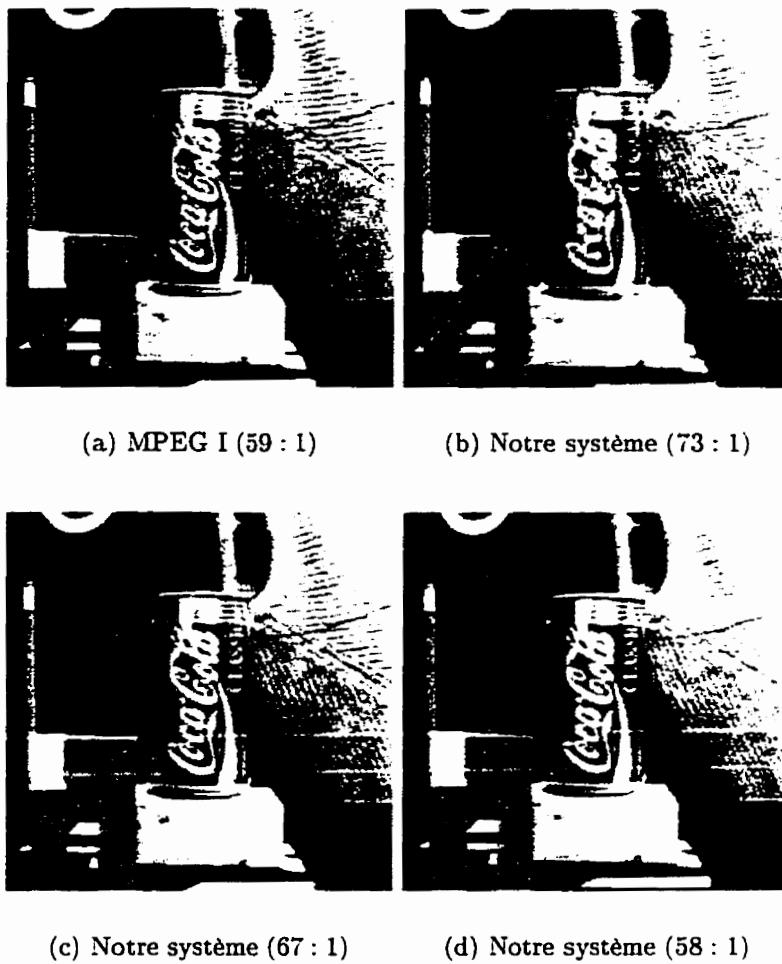 Coca-Cola
CLASSIC
Coca-Cola
Coca-Cola
Coca-Cola
(a) MPEG I (59 : 1)
(b) Notre système (73 : 1)
(c) Notre système (67 : 1)
(d) Notre système (58 : 1)